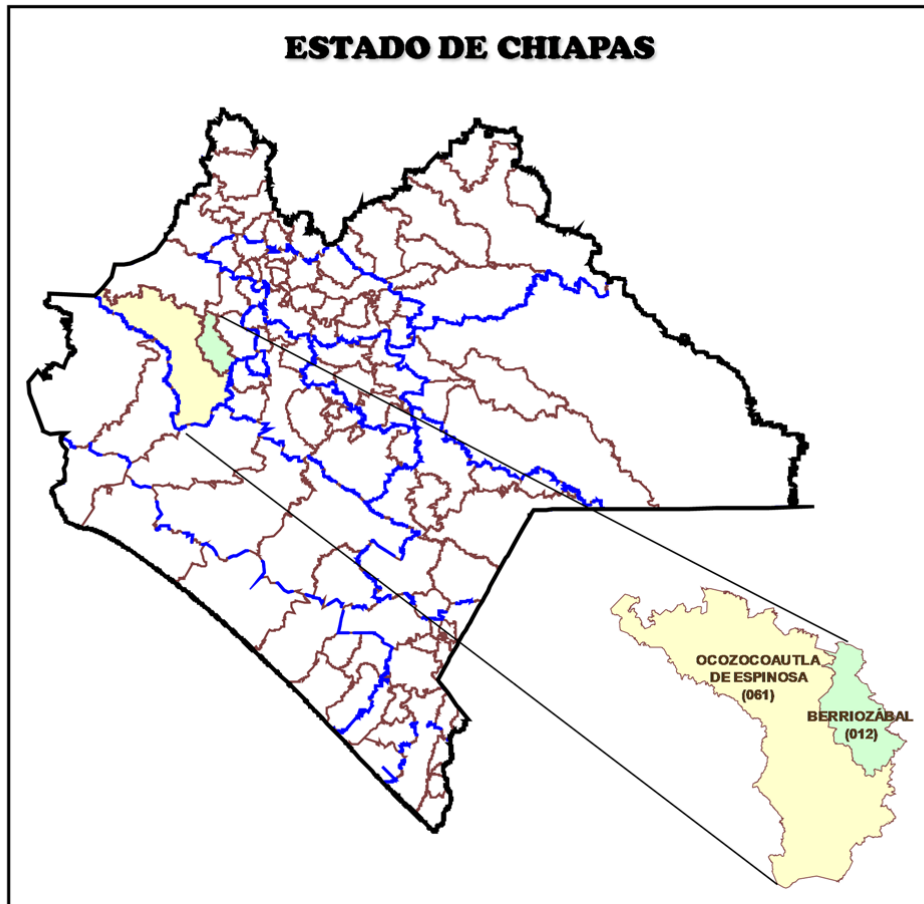 ESTADO DE CHIAPAS
OCOZOCOAUTLA
DE ESPINOSA
(061)
BERRIOZÁBAL
(012)